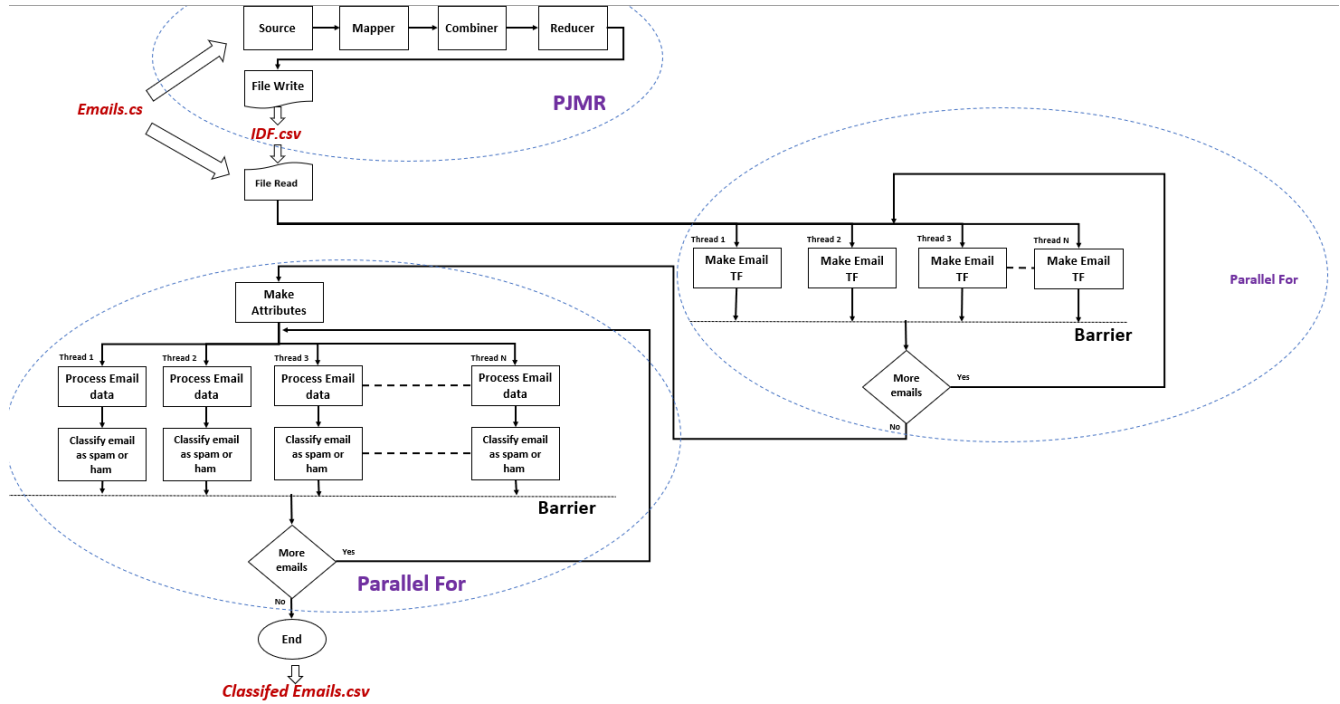 Source
Mapper
Combiner
Reducer
File Write
PJMR
Emails.cs
IDF.csv
File Read
Thread 1
Thread 2
Thread 3
Thread N
Make Email
TF
Make Email
TF
Make Email
TF
Make Email
TF
Parallel For
Barrier
More
emails
Yes
No
Make
Attributes
Thread 1
Thread 2
Thread 3
Thread N
Process Email
data
Process Email
data
Process Email
data
Process Email
data
Classify email
as spam or
ham
Classify email
as spam or
ham
Classify email
as spam or
ham
Classify email
as spam or
ham
Barrier
More
emails
Yes
Parallel For
No
End
Classifed Emails.csv